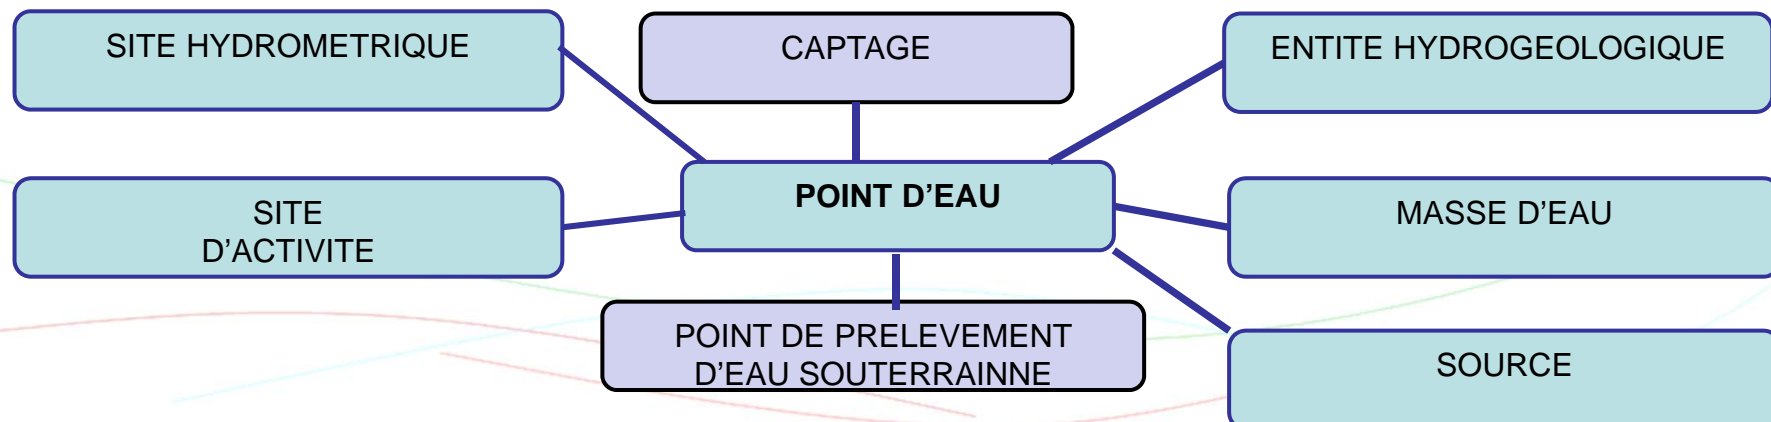 SITE HYDROMETRIQUE
CAPTAGE
ENTITE HYDROGEOLOGIQUE
SITE
D'ACTIVITE
POINT D'EAU
MASSE D'EAU
POINT DE PRELEVEMENT
D'EAU SOUTERRAINNE
SOURCE